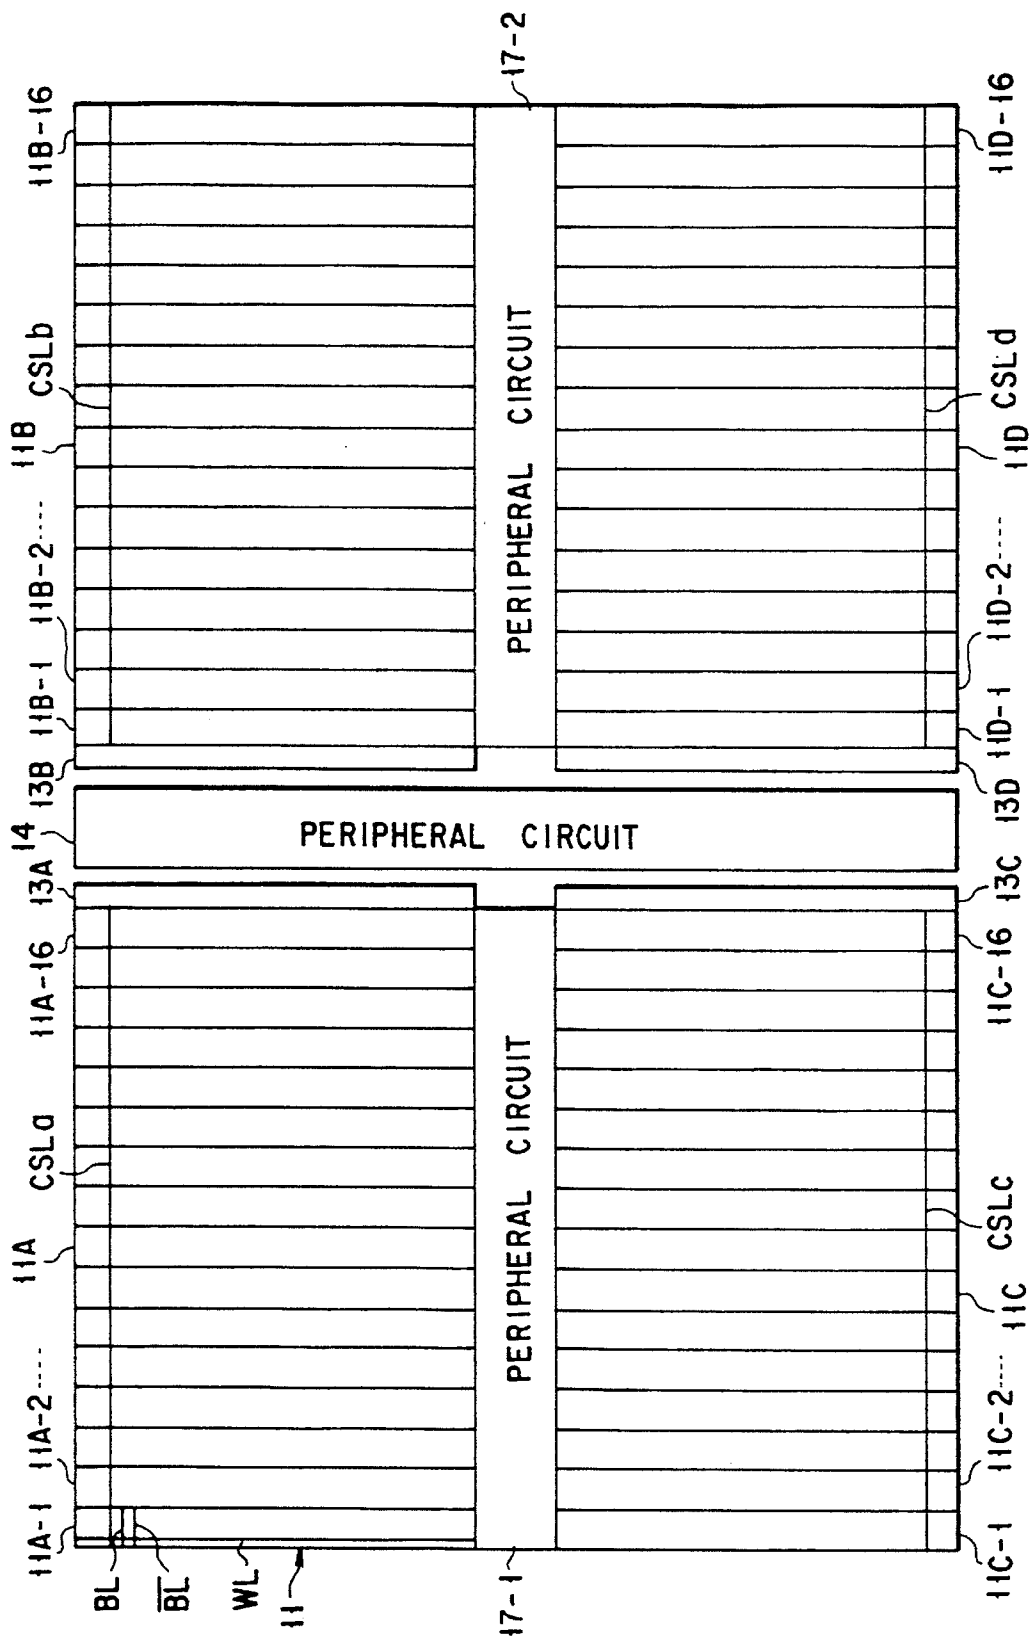 11A
CSLa
14
11B
CSLb
11A-1
11A-2-----
11A-16
13A
13B
11B-1
11B-2-----
11B-16
BL
BL
WL
11
17-1
PERIPHERAL CIRCUIT
PERIPHERAL CIRCUIT
PERIPHERAL CIRCUIT
17-2
11C-1
11C-2-----
11C
CSLc
11C-16
13C
13D
11D-1
11D-2-----
11D
CSLd
11D-16